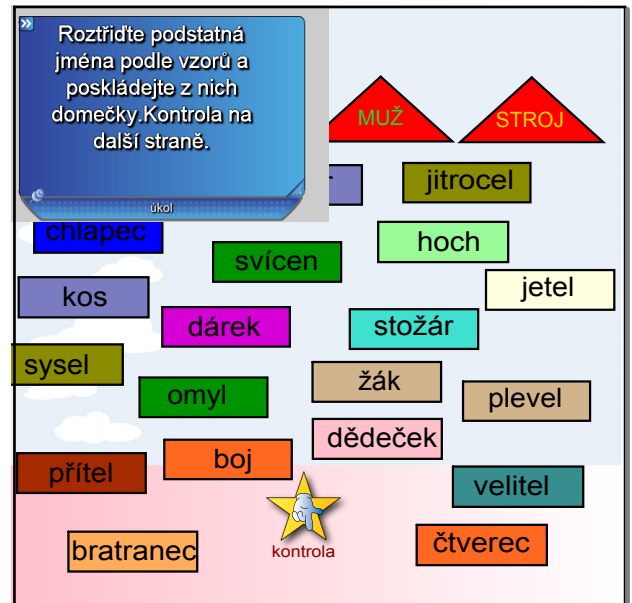 Roztřiďte podstatná
jména podle vzorů a
poskládejte z nich
domečky.Kontrola na
další straně.
úkol
MUŽ
STROJ
jitrocel
chlapec
hoch
svícen
jetel
kos
dárek
stožár
sysel
žák
omyl
plevel
dědeček
boj
přítel
velitel
kontrola
bratranec
čtverec